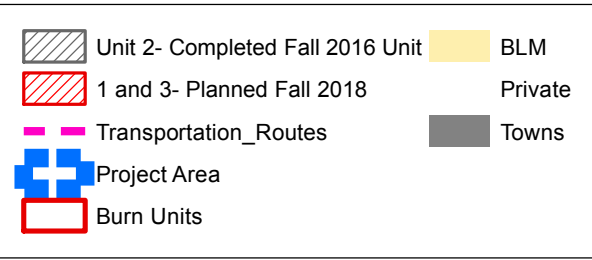 Unit 2- Completed Fall 2016 Unit
1 and 3- Planned Fall 2018
Transportation_Routes
Project Area
Burn Units
BLM
Private
Towns